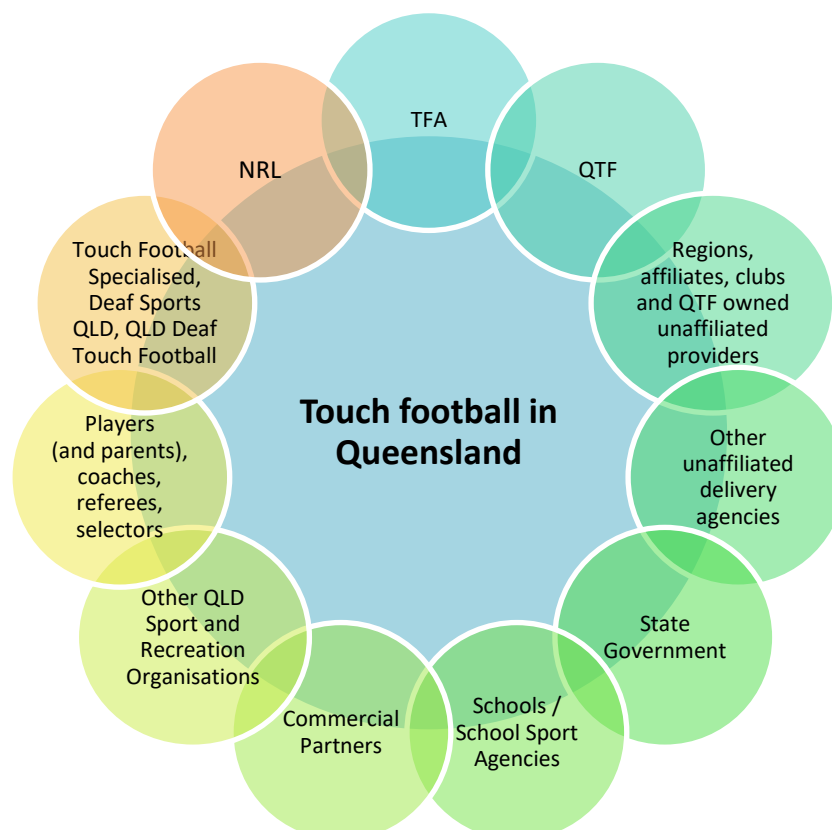 TFA
QTF
Regions,
affiliates, clubs
and QTF owned
unaffiliated
providers
Other
unaffiliated
delivery
agencies
State
Government
Schools /
School Sport
Agencies
Commercial
Partners
Other QLD
Sport and
Recreation
Organisations
Players
(and parents),
coaches,
referees,
selectors
Touch Football
Specialised,
Deaf Sports
QLD, QLD Deaf
Touch Football
NRL
Touch football in
Queensland